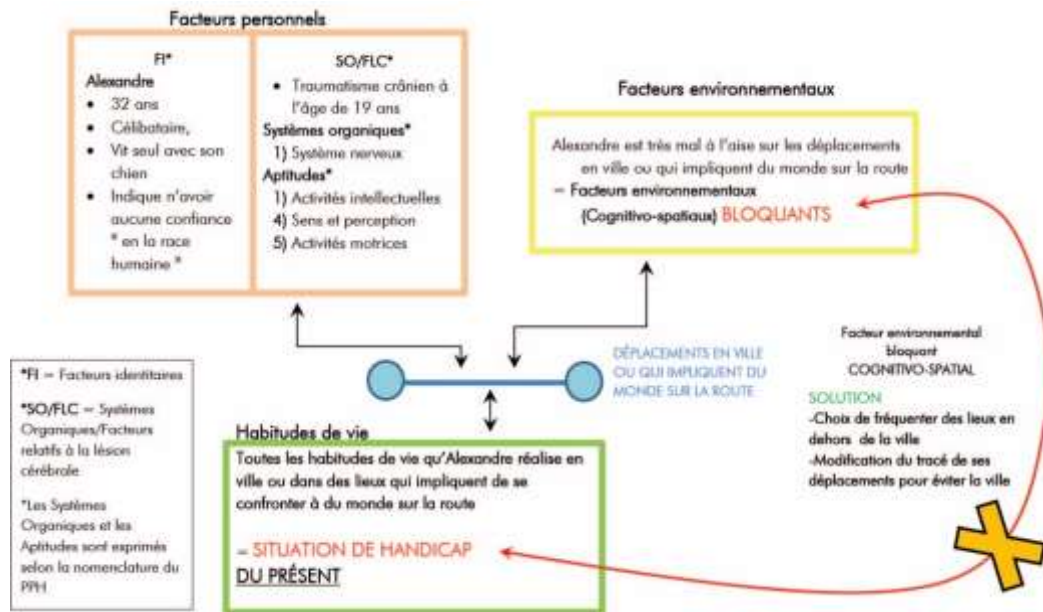 Facteurs personnels
FI*
Alexandre
• 32 ans
• Célibataire,
• Vit seul avec son
chien
• Indique n'avoir
aucune confiance
" en la race
humaine "
SO/FLC*
• Traumatisme crânien à
l'âge de 19 ans
Systèmes organiques*
1) Système nerveux
Aptitudes*
1) Activités intellectuelles
4) Sens et perception
5) Activités motrices
Facteurs environnementaux
Alexandre est très mal à l'aise sur les déplacements
en ville ou qui impliquent du monde sur la route
= Facteurs environnementaux
(Cognitivo-spatiaux) BLOQUANTS
DÉPLACEMENTS EN VILLE
OU QUI IMPLIQUENT DU
MONDE SUR LA ROUTE
Facteur environnemental
bloquant
COGNITIVO-SPATIAL
SOLUTION
-Choix de fréquenter des lieux en
dehors de la ville
-Modification du tracé de ses
déplacements pour éviter la ville
*FI = Facteurs identitaires
*SO/FLC = Systèmes
Organiques/Facteurs
relatifs à la lésion
cérébrale
*Les Systèmes
Organiques et les
Aptitudes sont exprimés
selon la nomenclature du
PPH
Habitudes de vie
Toutes les habitudes de vie qu'Alexandre réalise en
ville ou dans des lieux qui impliquent de se
confronter à du monde sur la route
= SITUATION DE HANDICAP
DU PRÉSENT